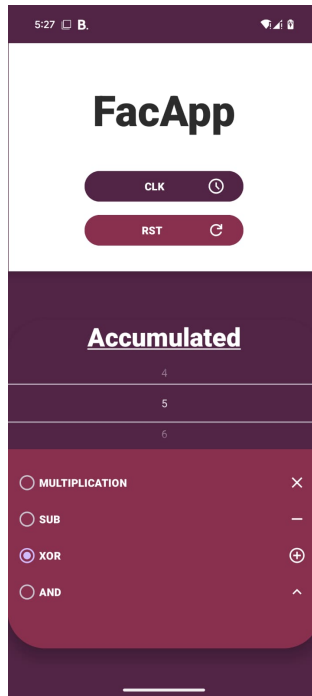 5:27 B.
FacApp
CLK
RST
Accumulated
4
5
6
MULTIPLICATION
SUB
XOR
AND